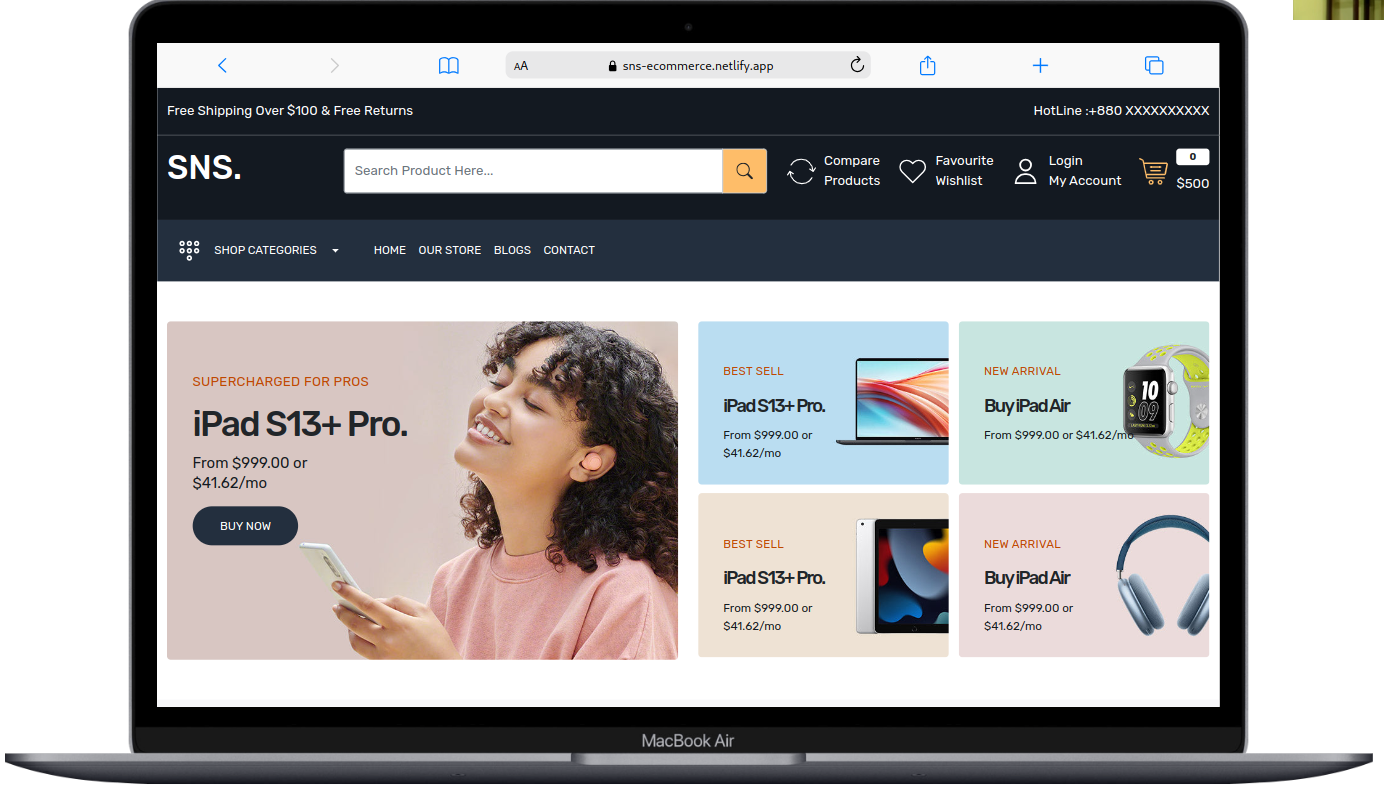 AA
sns-ecommerce.netlify.app
Free Shipping Over $100 & Free Returns
HotLine :+880 XXXXXXXXXX
SNS.
Search Product Here...
Compare
Products
Favourite
Wishlist
Login
My Account
0
$500
SHOP CATEGORIES
HOME
OUR STORE
BLOGS
CONTACT
SUPERCHARGED FOR PROS
iPad S13+ Pro.
From $999.00 or
$41.62/mo
BUY NOW
BEST SELL
iPad S13+ Pro.
From $999.00 or
$41.62/mo
NEW ARRIVAL
Buy iPad Air
From $999.00 or $41.62/mo
10
09
BEST SELL
iPad S13+ Pro.
From $999.00 or
$41.62/mo
NEW ARRIVAL
Buy iPad Air
From $999.00 or
$41.62/mo
MacBook Air